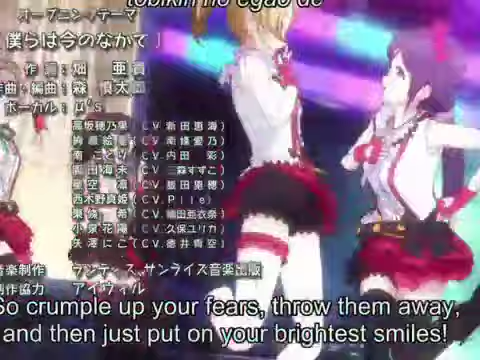 tobikiri no egao de
オープニングテーマ
僕らは今のなかで」
作詞:畑 亜貴
作曲・編曲:森 慎太郎
ボーカル:μ's
高坂穂乃果(CV.新田恵海)
絢瀬絵里(CV.南條愛乃)
南 ことり(CV.内田 彩)
園田海未(CV.三森すずこ)
星空 凛(CV.飯田里穂)
西木野真姫(CV.Pile)
東條 希(CV.楠田亜衣奈)
小泉花陽(CV.久保ユリカ)
矢澤にこ(CV.徳井青空)
音楽制作 ランティス サンライズ音楽出版
制作協力 アイヴィル
So crumple up your fears, throw them away,
and then just put on your brightest smiles!